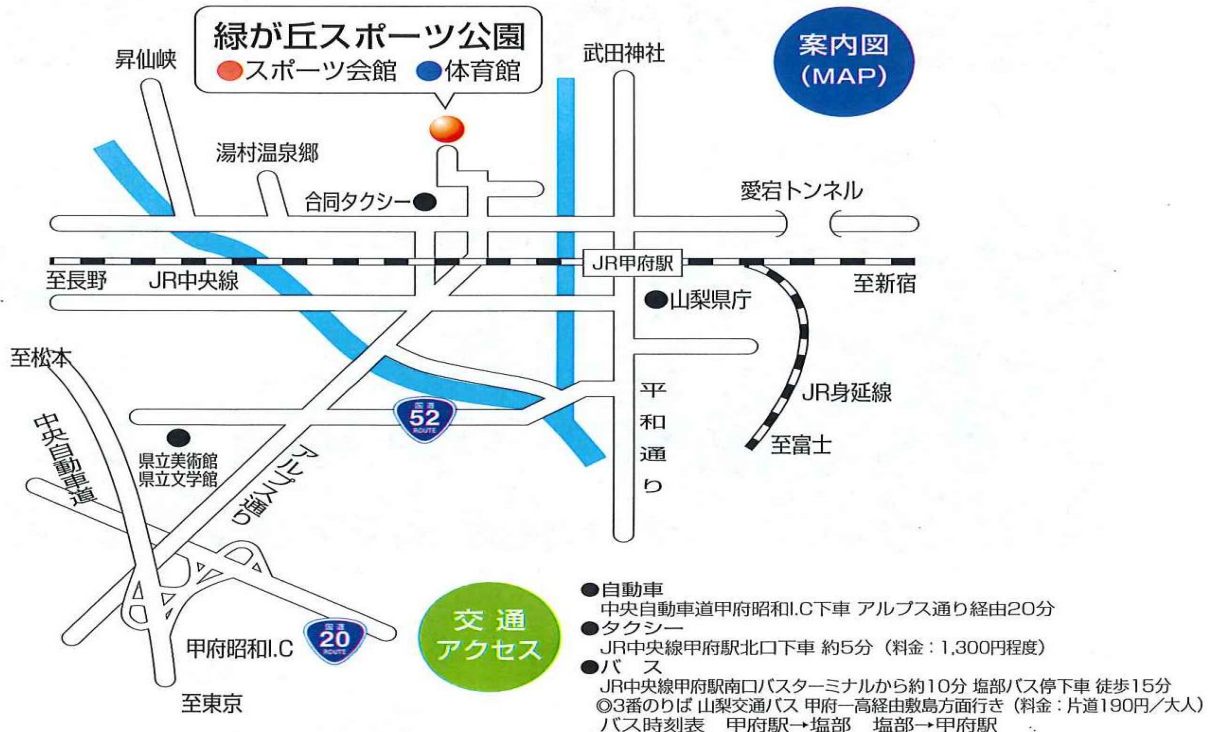 緑が丘スポーツ公園
●スポーツ会館 ●体育館
案内図
(MAP)
昇仙峡
武田神社
湯村温泉郷
合同タクシー
愛宕トンネル
至長野
JR中央線
JR甲府駅
至新宿
山梨県庁
至松本
JR身延線
中央自動車道
国道
52
ROUTE
平和通り
至富士
県立美術館
県立文学館
アルプス通り
甲府昭和I.C
国道
20
ROUTE
至東京
交通
アクセス
●自動車
中央自動車道甲府昭和I.C下車 アルプス通り経由20分
●タクシー
JR中央線甲府駅北口下車 約5分（料金：1,300円程度）
●バ　ス
JR中央線甲府駅南口バスターミナルから約10分 塩部バス停下車 徒歩15分
◎3番のりば 山梨交通バス 甲府一高経由敷島方面行き（料金：片道190円／大人）
バス時刻表　甲府駅→塩部　塩部→甲府駅